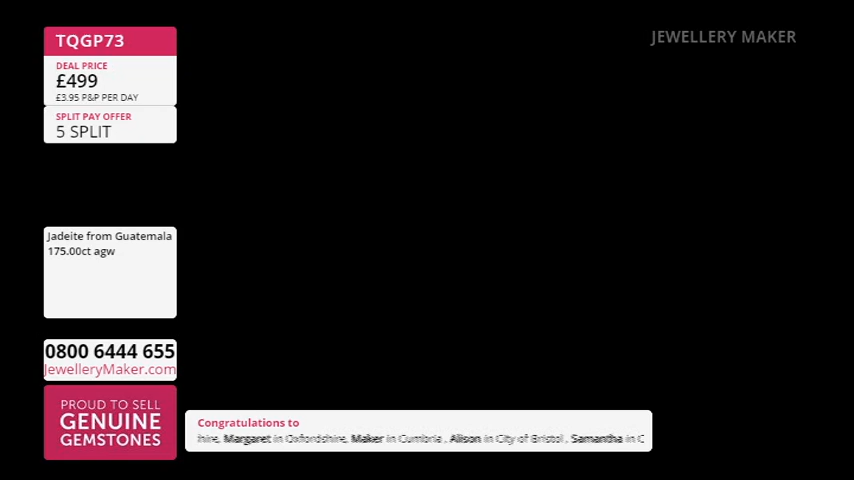 TQGP73
JEWELLERY MAKER
DEAL PRICE
£499
£3.95 P&P PER DAY
SPLIT PAY OFFER
5 SPLIT
Jadeite from Guatemala
175.00ct agw
0800 6444 655
JewelleryMaker.com
PROUD TO SELL
GENUINE
GEMSTONES
Congratulations to
hire, Margaret in Oxfordshire, Maker in Cumbria , Alison in City of Bristol , Samantha in C